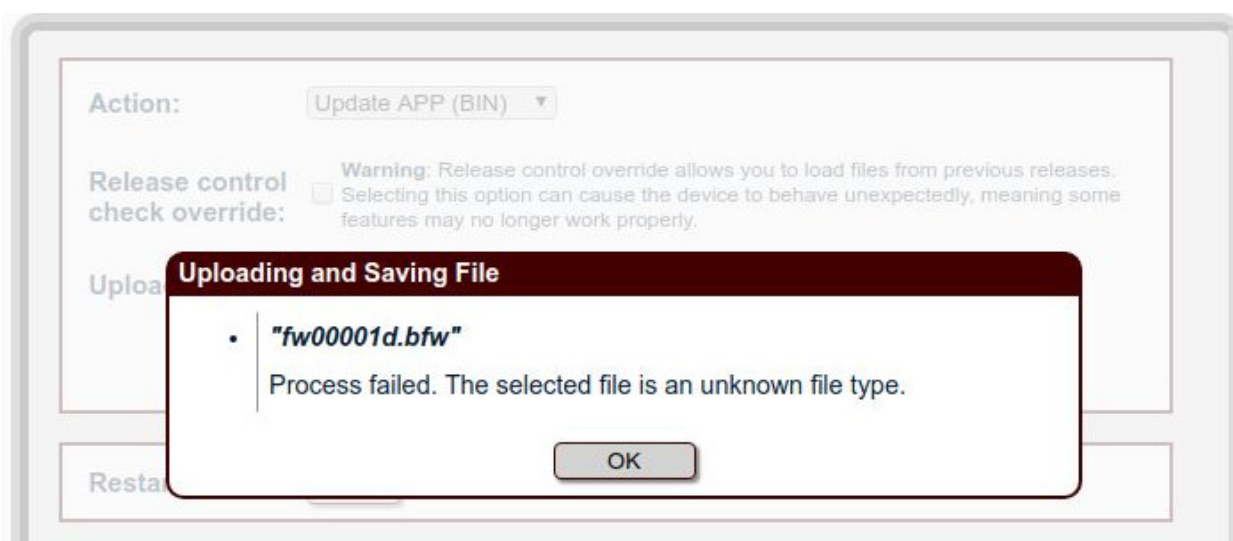 Action:
Update APP (BIN)
Release control
check override:
Warning: Release control override allows you to load files from previous releases.
Selecting this option can cause the device to behave unexpectedly, meaning some
features may no longer work properly.
Uploading and Saving File
"fw00001d.bfw"
Process failed. The selected file is an unknown file type.
OK